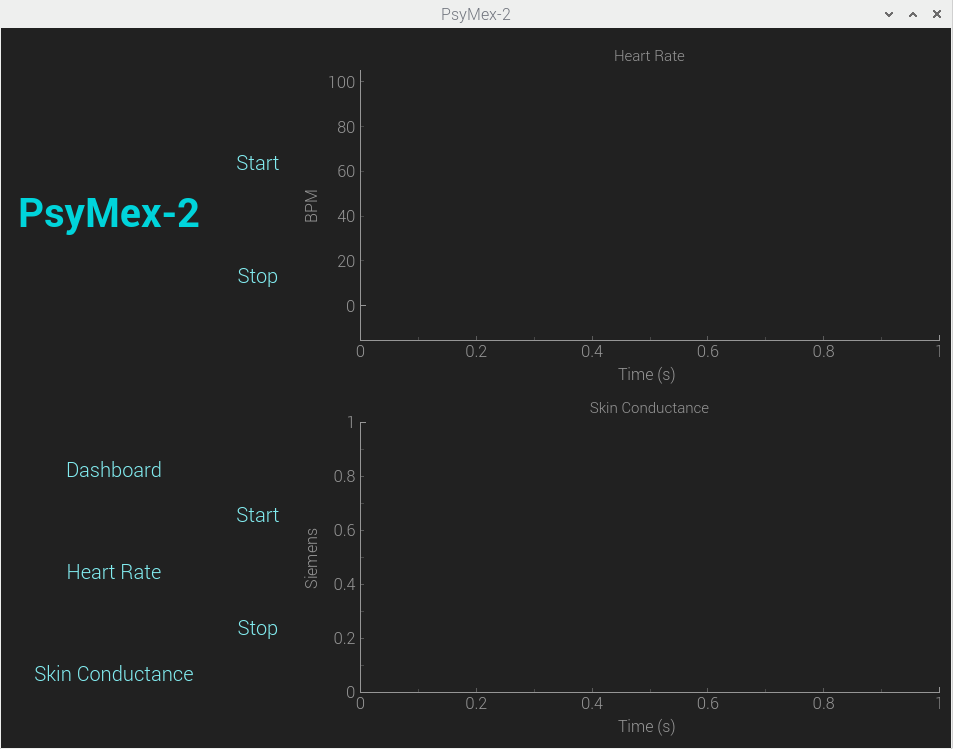 PsyMex-2
PsyMex-2
Dashboard
Heart Rate
Skin Conductance
Start
Stop
Heart Rate
BPM
100
80
60
40
20
0
0 0.2 0.4 0.6 0.8 1
Time (s)
Start
Stop
Skin Conductance
Siemens
1
0.8
0.6
0.4
0.2
0
0 0.2 0.4 0.6 0.8 1
Time (s)